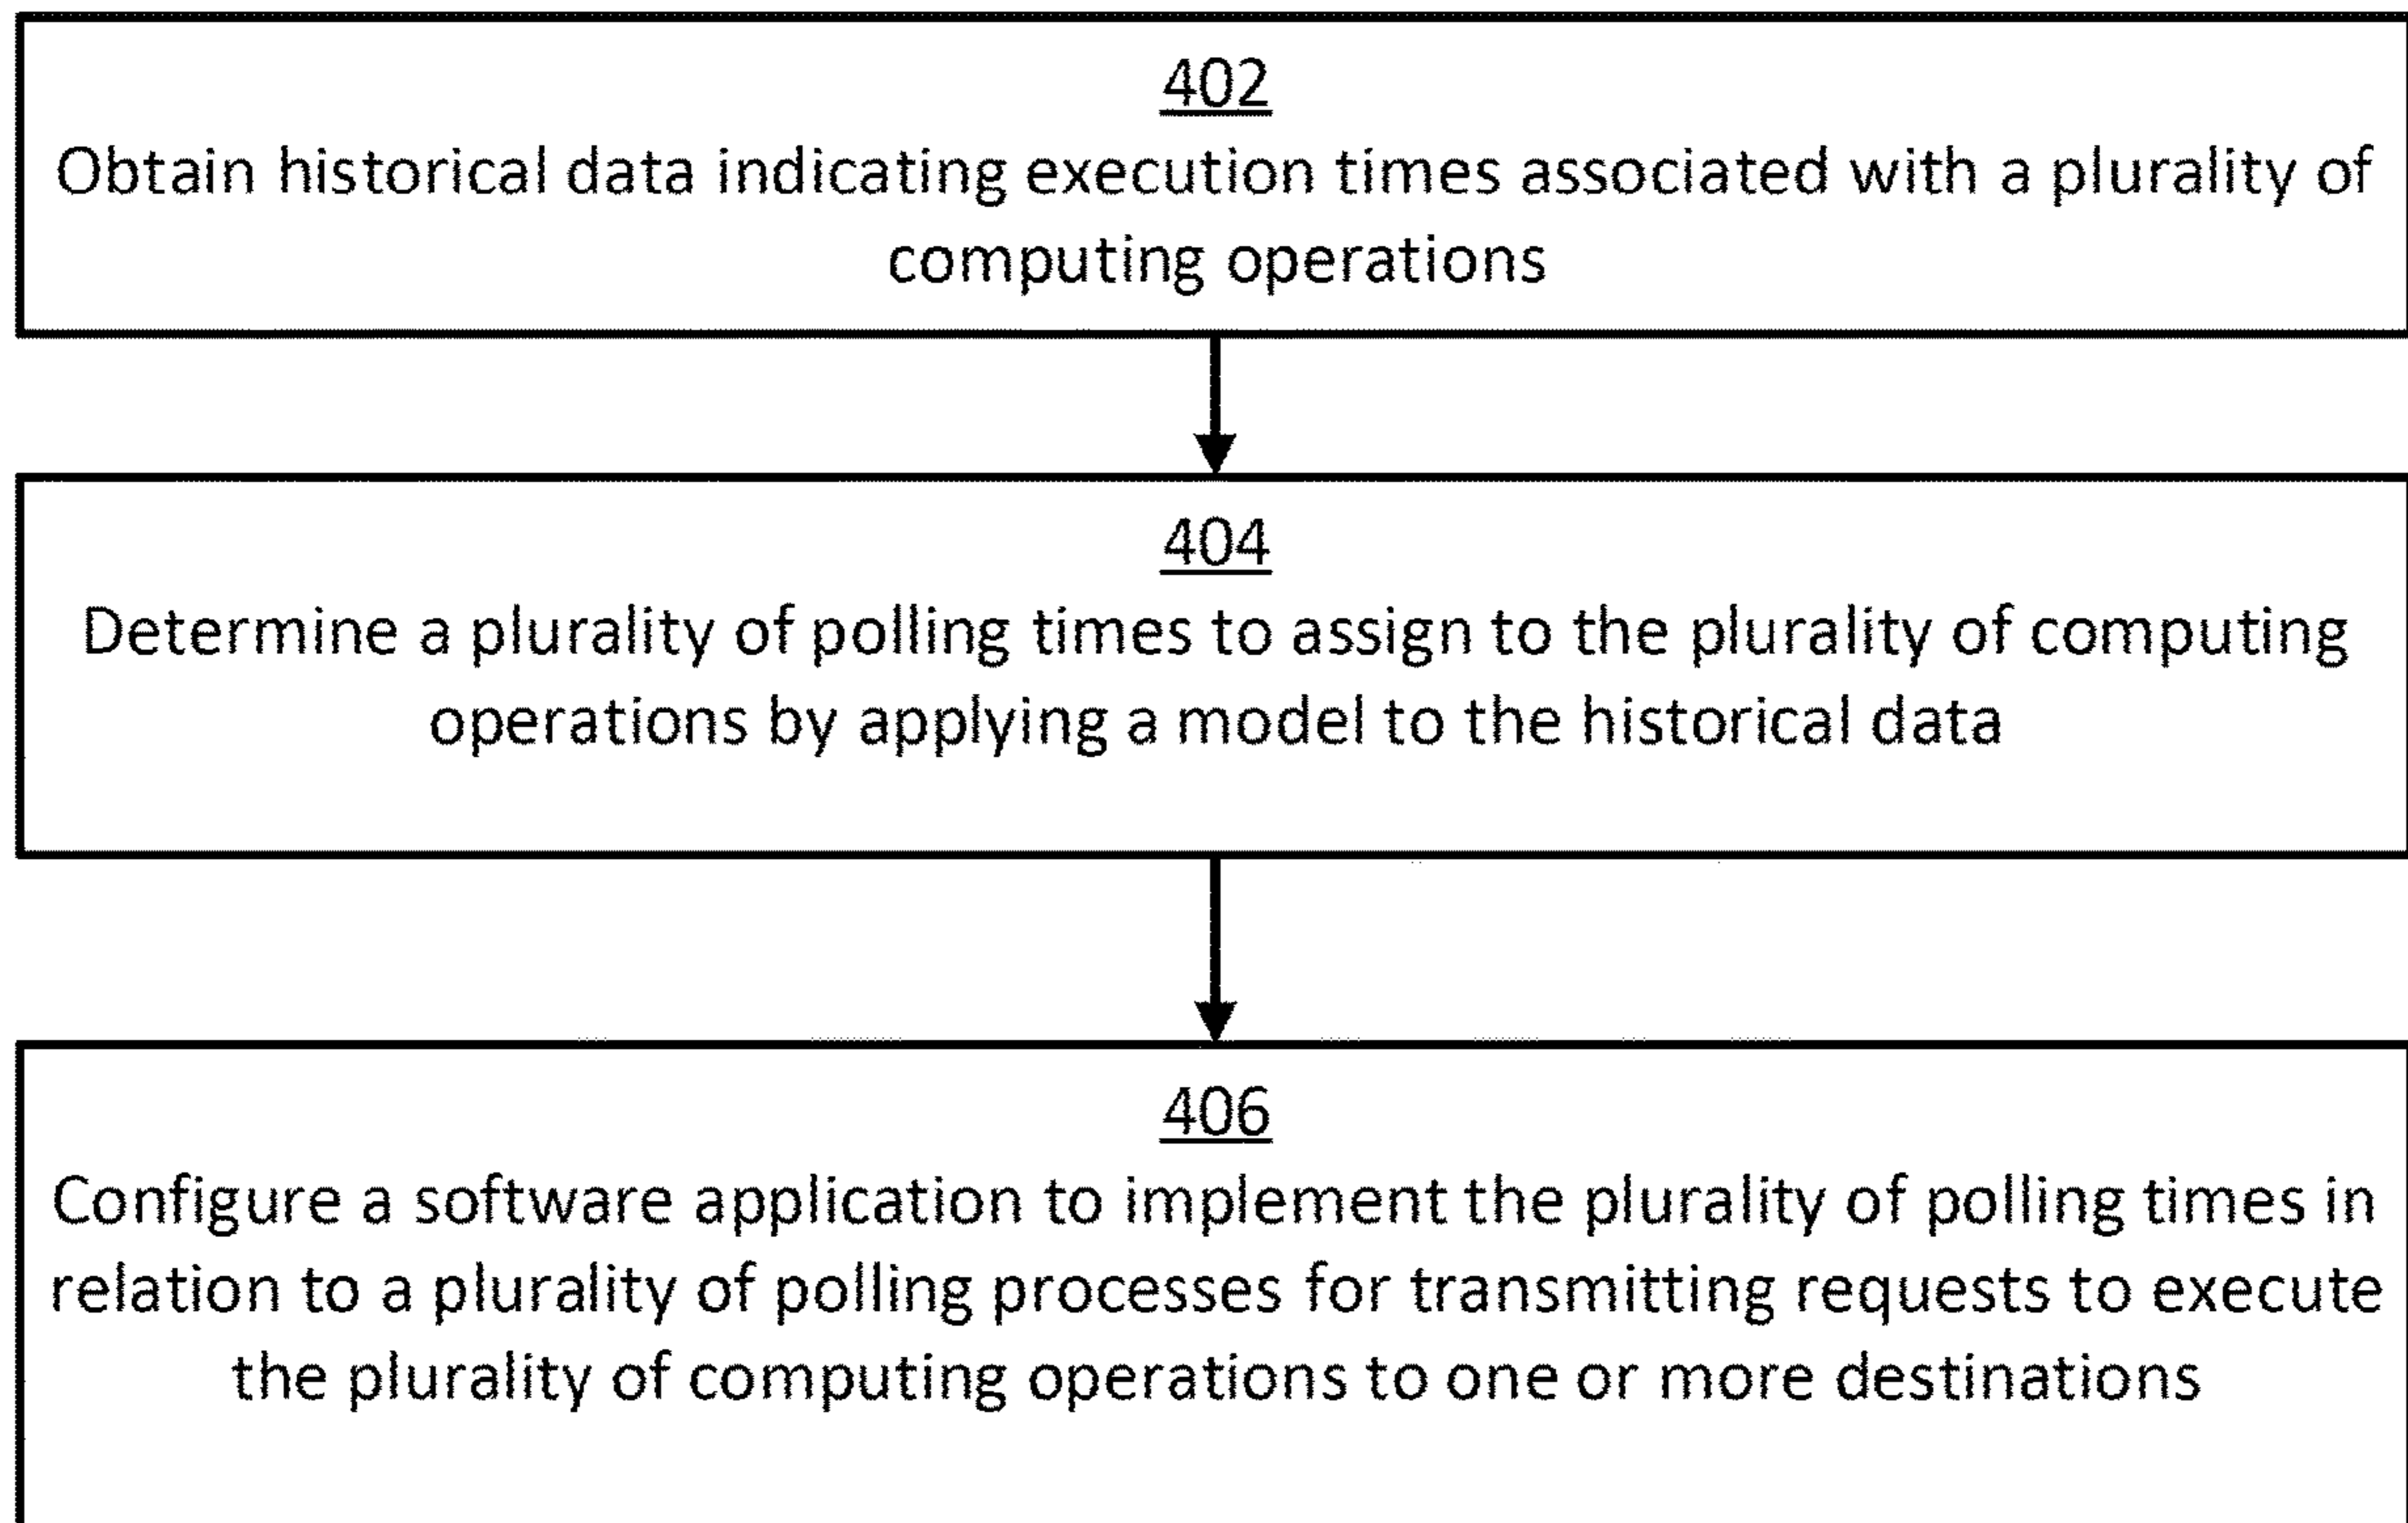 402
Obtain historical data indicating execution times associated with a plurality of
computing operations
404
Determine a plurality of polling times to assign to the plurality of computing
operations by applying a model to the historical data
406
Configure a software application to implement the plurality of polling times in
relation to a plurality of polling processes for transmitting requests to execute
the plurality of computing operations to one or more destinations